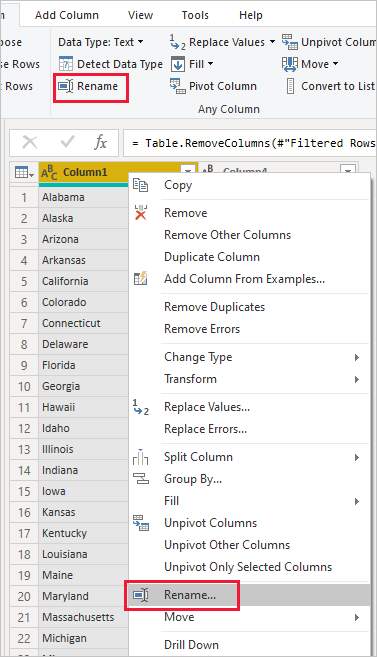 m Add Column View Tools Help
pose Data Type: Text Replace Values Unpivot Column
se Rows Detect Data Type Fill Move
t Rows Rename Pivot Column Convert to List
Any Column
fx = Table.RemoveColumns(#"Filtered Rows
ABC Column1 Column4
1 Alabama
2 Alaska
3 Arizona
4 Arkansas
5 California
6 Colorado
7 Connecticut
8 Delaware
9 Florida
10 Georgia
11 Hawaii
12 Idaho
13 Illinois
14 Indiana
15 Iowa
16 Kansas
17 Kentucky
18 Louisiana
19 Maine
20 Maryland
21 Massachusetts
22 Michigan
Copy
Remove
Remove Other Columns
Duplicate Column
Add Column From Examples...
Remove Duplicates
Remove Errors
Change Type
Transform
Replace Values...
Replace Errors...
Split Column
Group By...
Fill
Unpivot Columns
Unpivot Other Columns
Unpivot Only Selected Columns
Rename...
Move
Drill Down